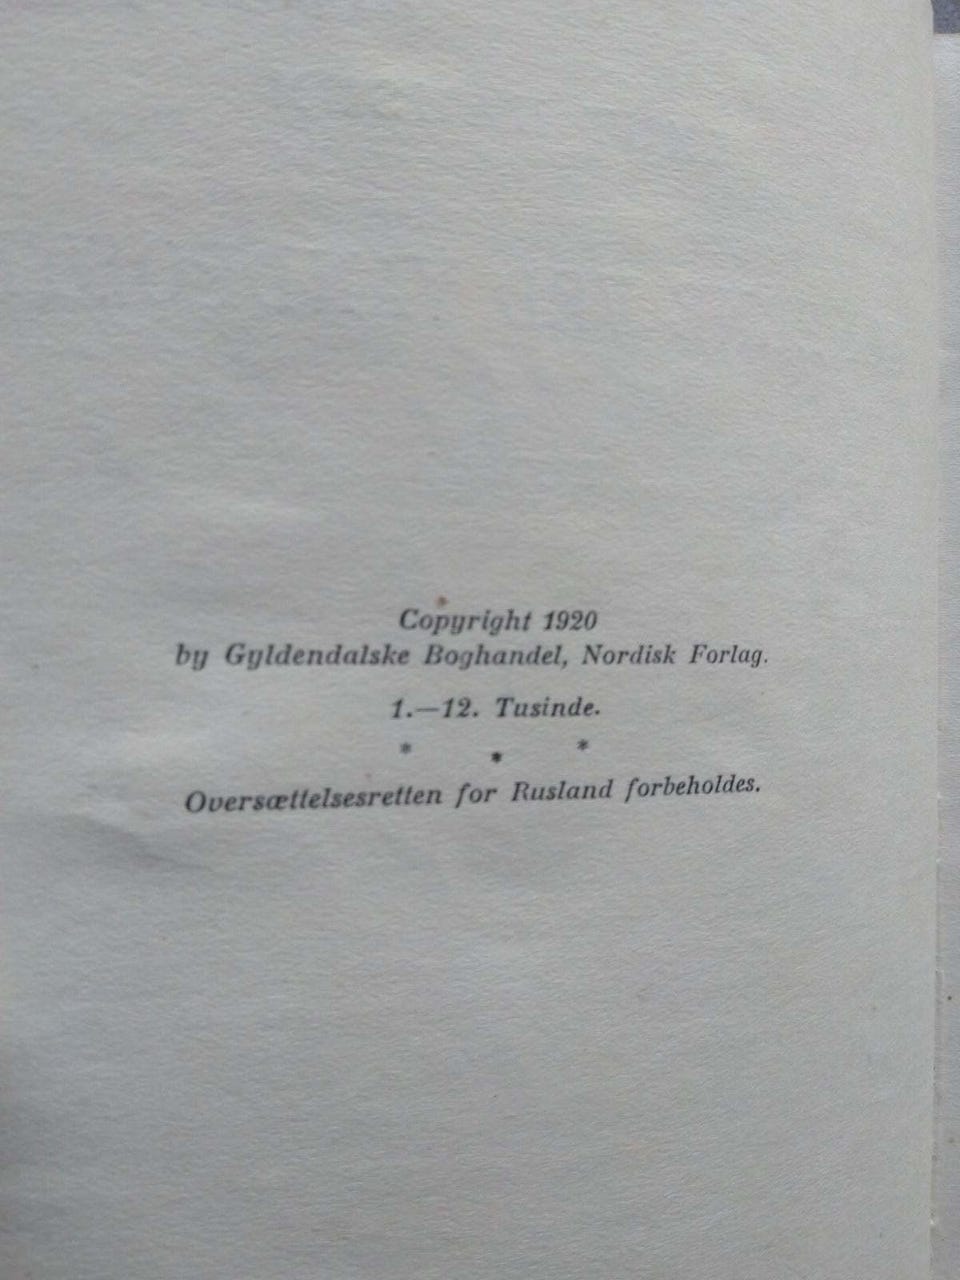 Copyright 1920
by Gyldendalske Boghandel, Nordisk Forlag.
1.—12. Tusinde.
* * *
Oversættelsesretten for Rusland forbeholdes.